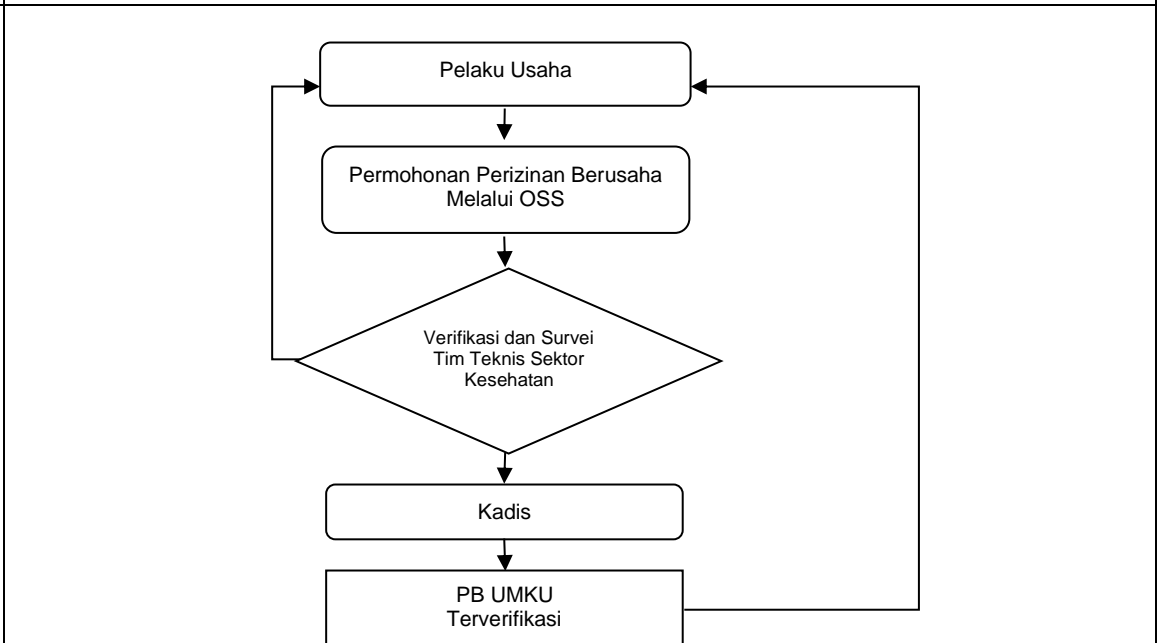 Pelaku Usaha
Permohonan Perizinan Berusaha
Melalui OSS
Verifikasi dan Survei
Tim Teknis Sektor
Kesehatan
Kadis
PB UMKU
Terverifikasi